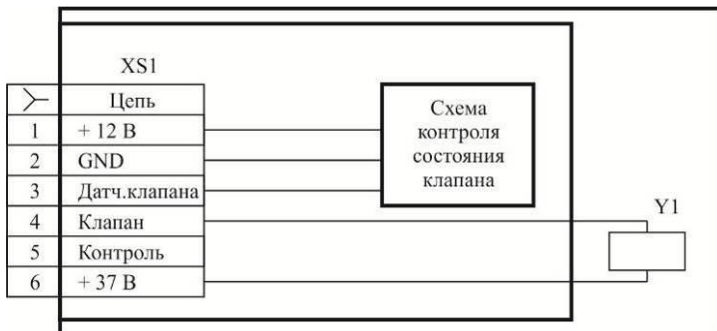 XS1
Цепь
1 + 12 В
2 GND
3 Датч.клапана
4 Клапан
5 Контроль
6 + 37 В
Схема
контроля
состояния
клапана
Y1